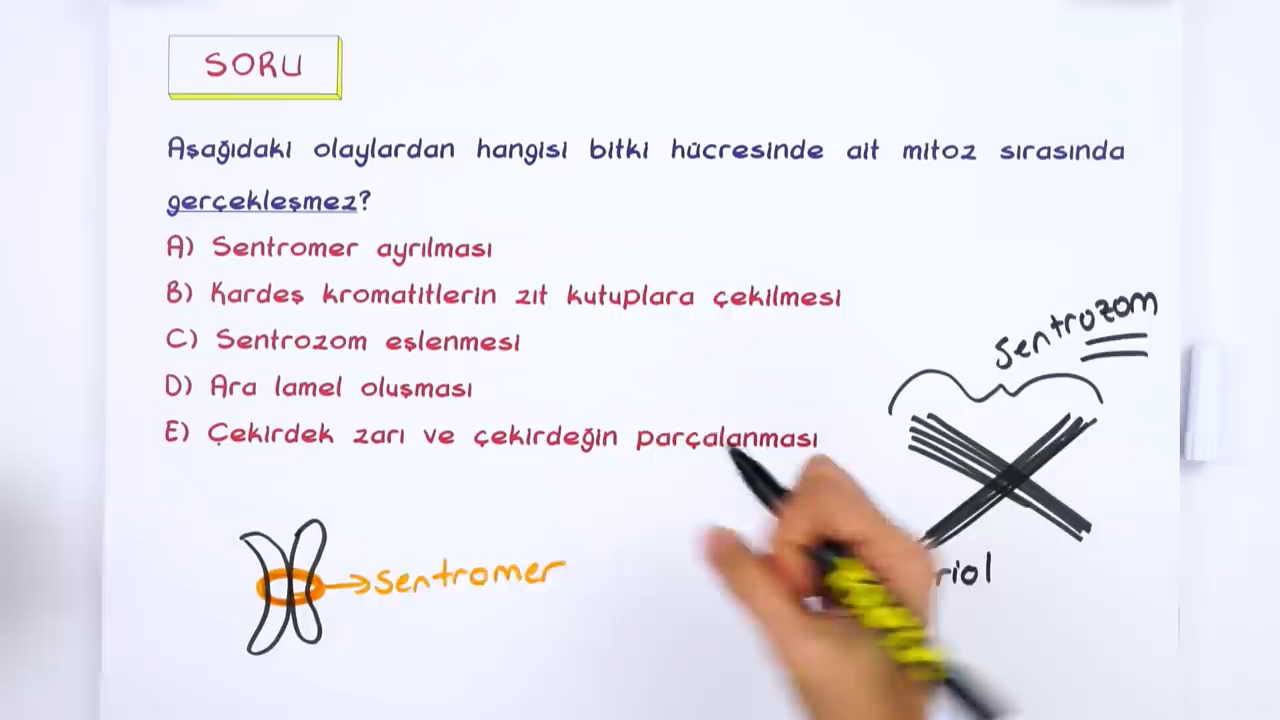 SORU
Aşağıdaki olaylardan hangisi bitki hücresinde ait mitoz sırasında
gerçekleşmez?
A) Sentromer ayrılması
B) Kardeş kromatitlerin zıt kutuplara çekilmesi
C) Sentrozom eşlenmesi
D) Ara lamel oluşması
E) Çekirdek zarı ve çekirdeğin parçalanması
Sentrozom
Sentromer